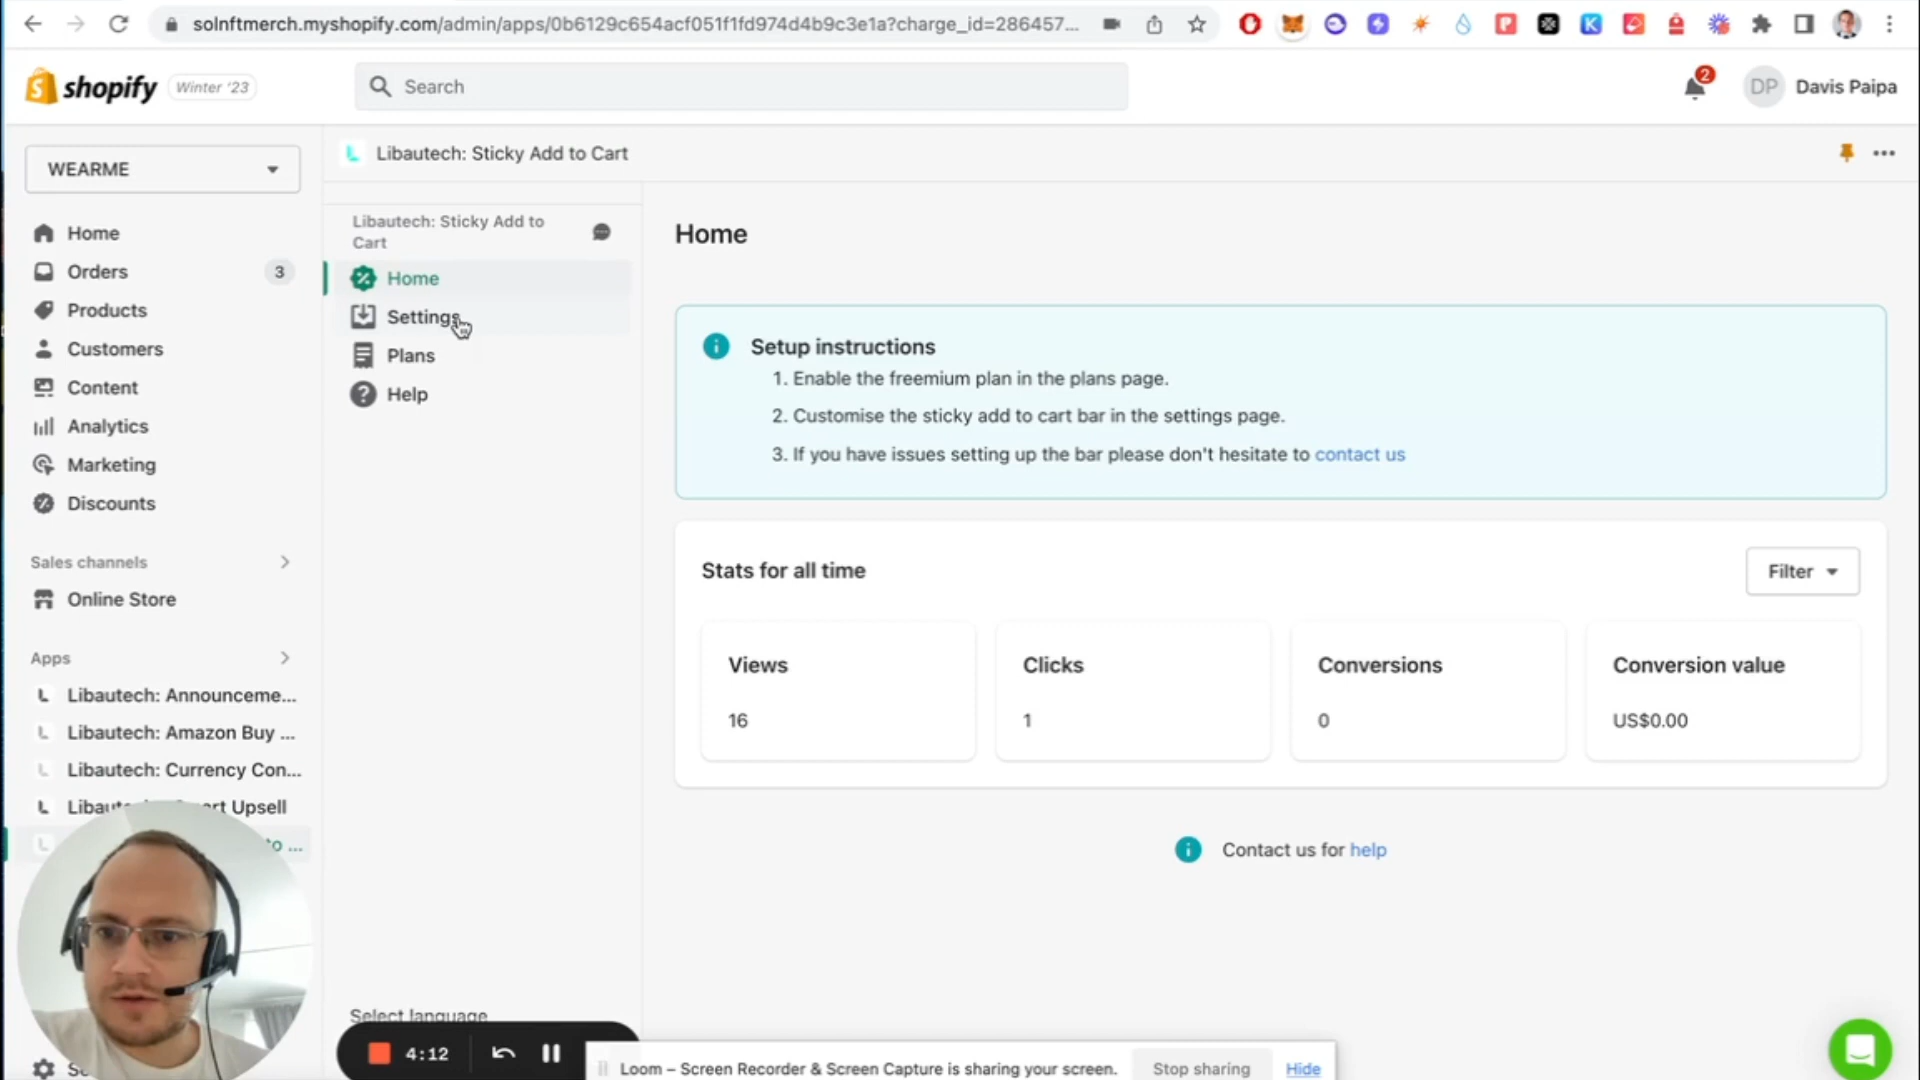 solnftmerch.myshopify.com/admin/apps/0b6129c654acf051f1fd974d4b9c3e1a?charge_id=286457...
shopify
Winter '23
Search
2
DP
Davis Paipa
WEARME
Libautech: Sticky Add to Cart
Home
Orders
3
Products
Customers
Content
Analytics
Marketing
Discounts
Sales channels
Online Store
Apps
Libautech: Announceme...
Libautech: Amazon Buy ...
Libautech: Currency Con...
Upsell
to ...
Libautech: Sticky Add to
Cart
Home
Settings
Plans
Help
Select language
Home
Setup instructions
1. Enable the freemium plan in the plans page.
2. Customise the sticky add to cart bar in the settings page.
3. If you have issues setting up the bar please don't hesitate to contact us
Stats for all time
Filter
Views
16
Clicks
1
Conversions
0
Conversion value
US$0.00
Contact us for help
4:12
Loom – Screen Recorder & Screen Capture is sharing your screen.
Stop sharing
Hide